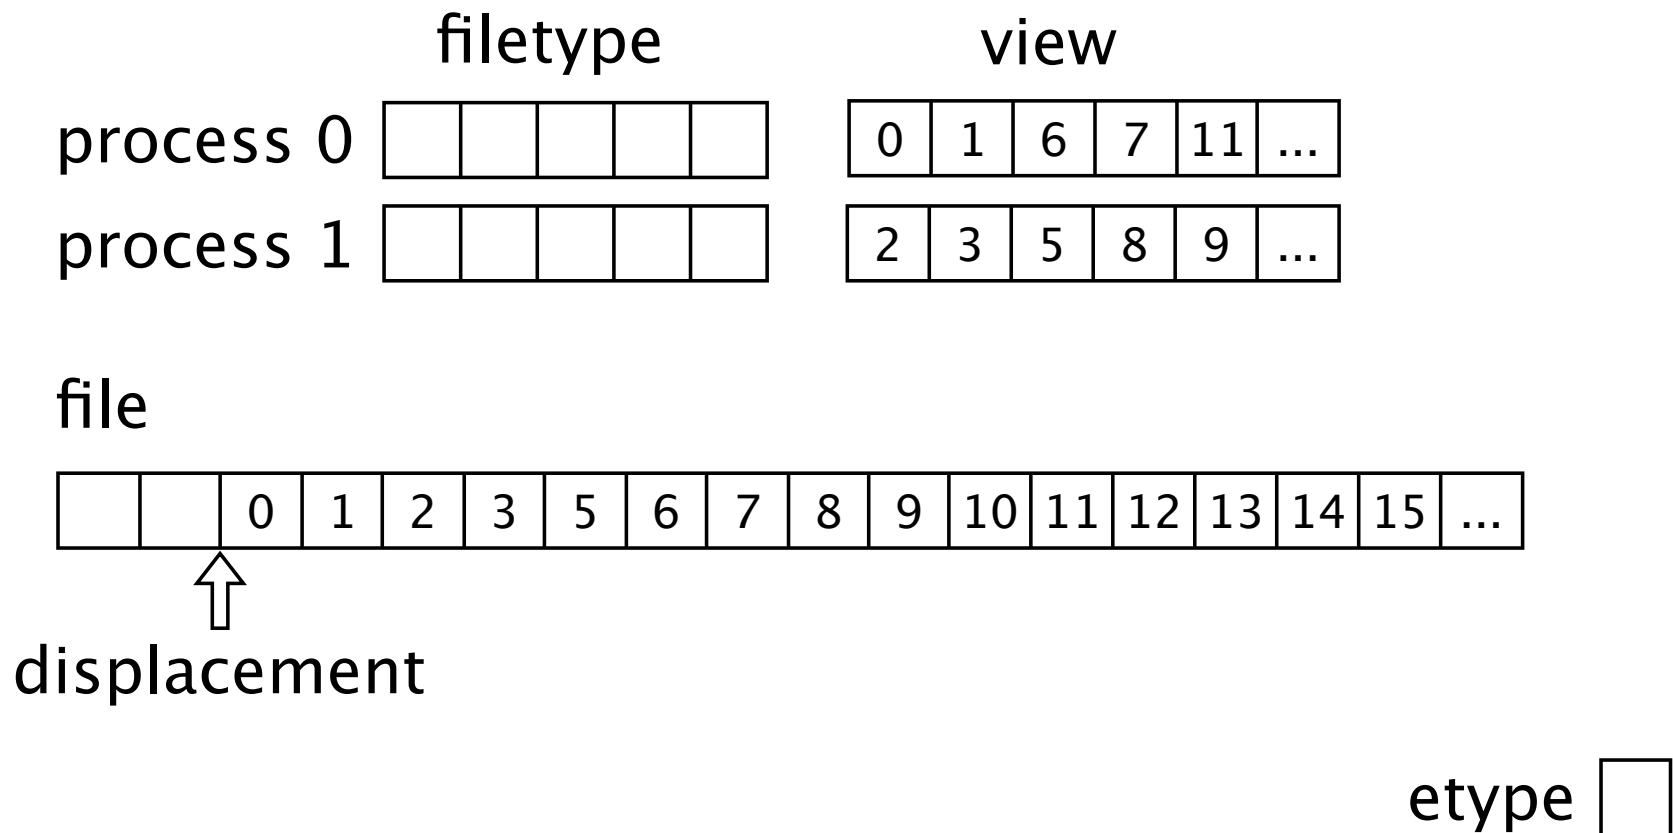 filetype view
process 0 0 1 6 7 11 ...
process 1 2 3 5 8 9 ...
file
0 1 2 3 5 6 7 8 9 10 11 12 13 14 15 ...
displacement
etype